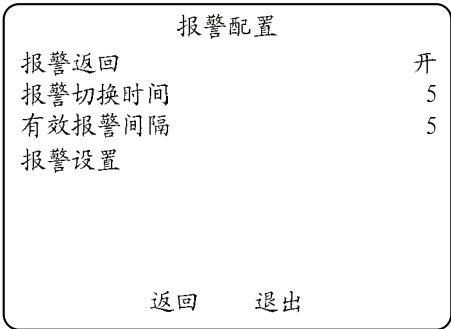 报警配置
报警返回 开
报警切换时间 5
有效报警间隔 5
报警设置
返回 退出